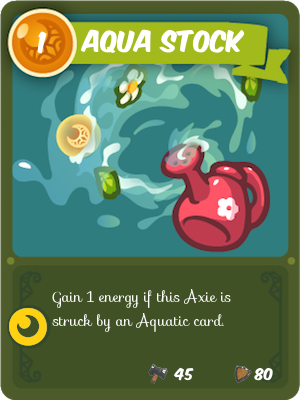 1 AQUA STOCK
Gain 1 energy if this Axie is
struck by an Aquatic card.
45 80